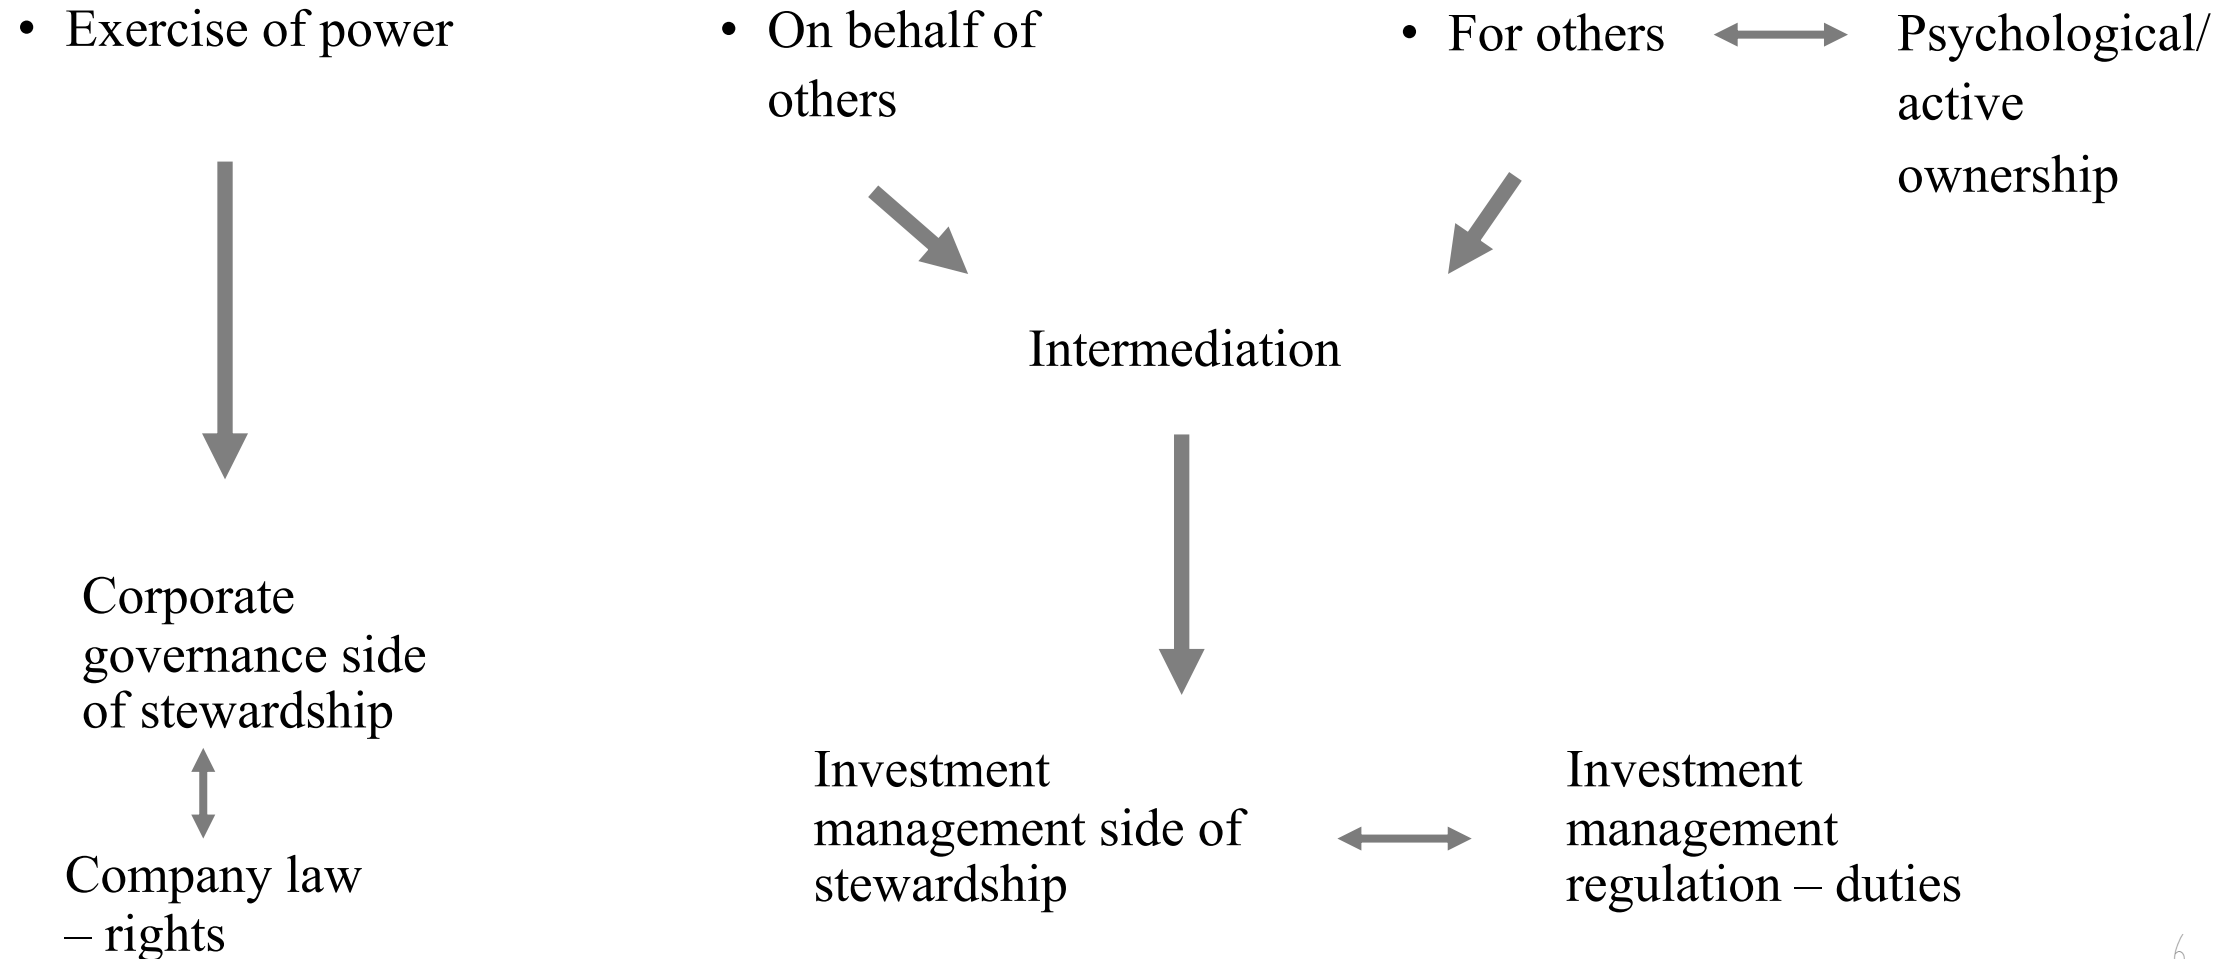 • Exercise of power
• On behalf of
others
• For others
Psychological/
active
ownership
Intermediation
Corporate
governance side
of stewardship
Company law
– rights
Investment
management side of
stewardship
Investment
management
regulation – duties
6